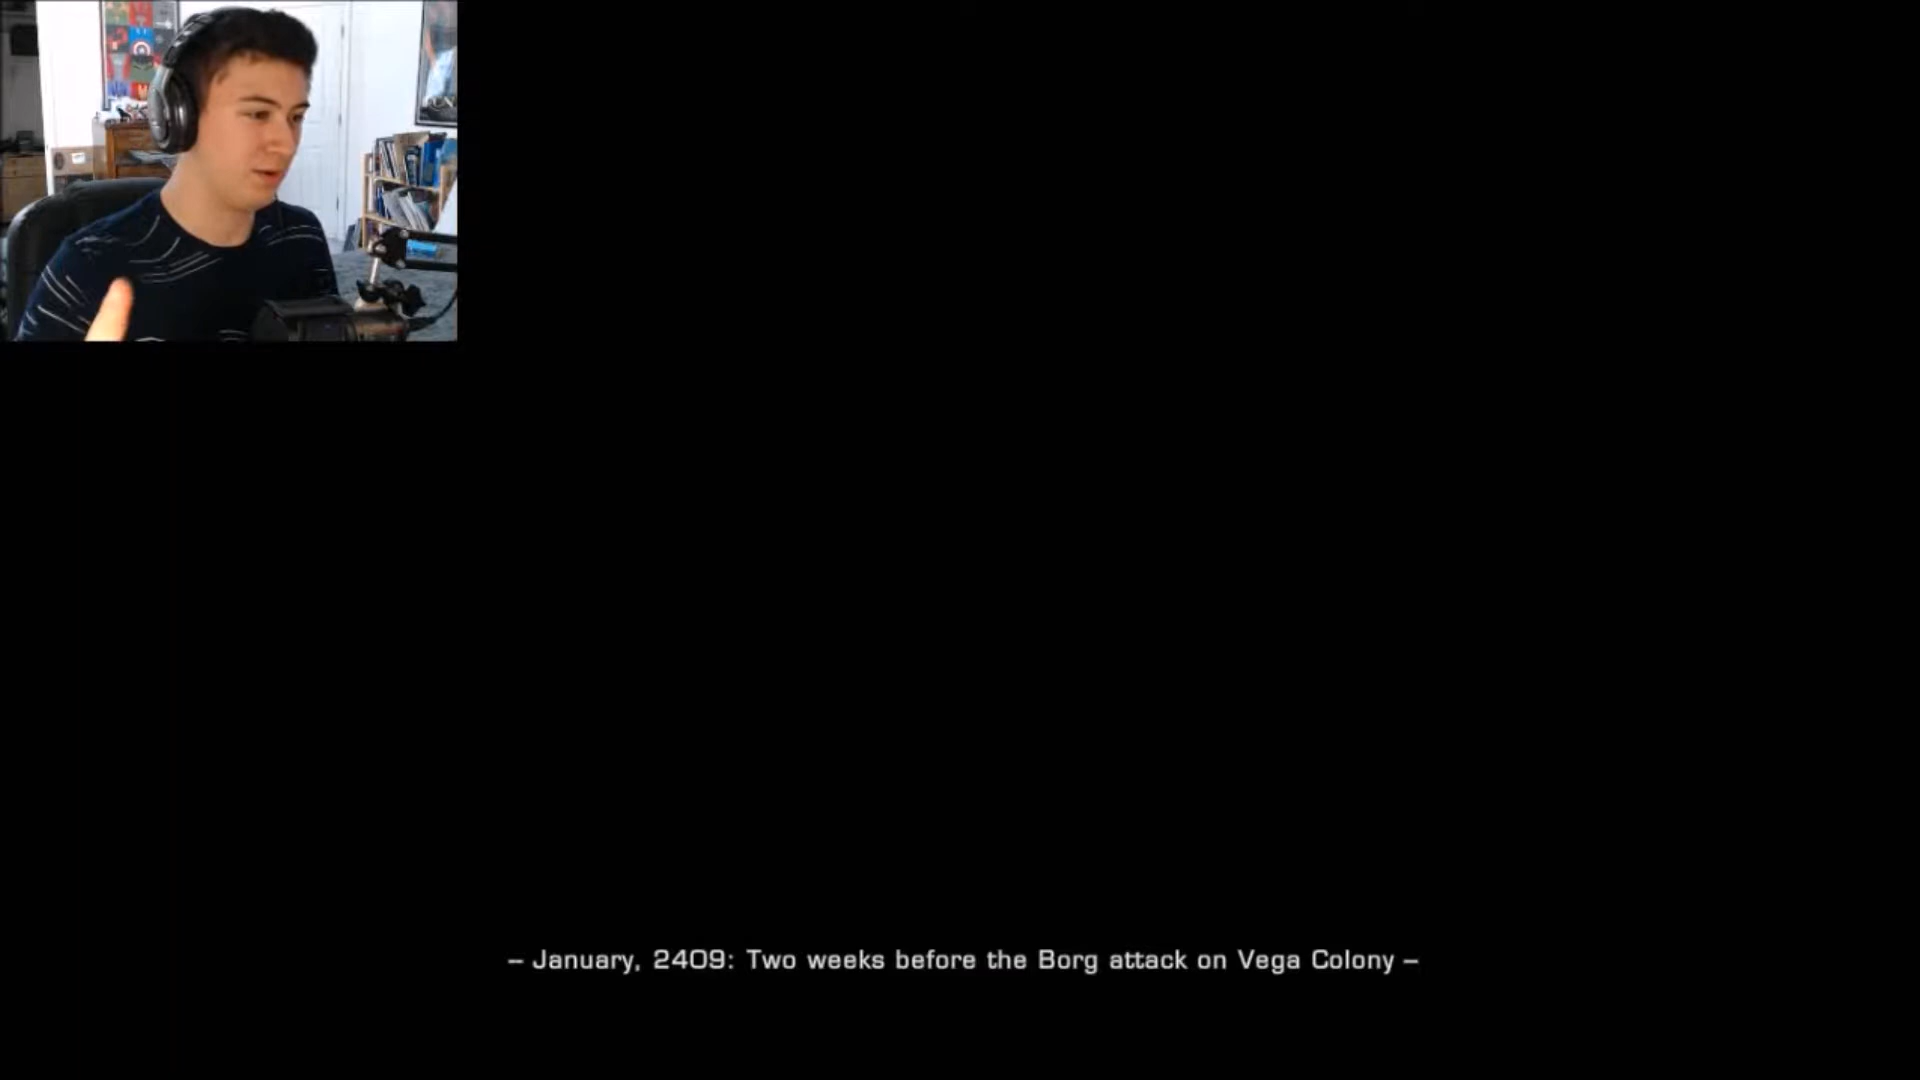 – January, 2409: Two weeks before the Borg attack on Vega Colony –